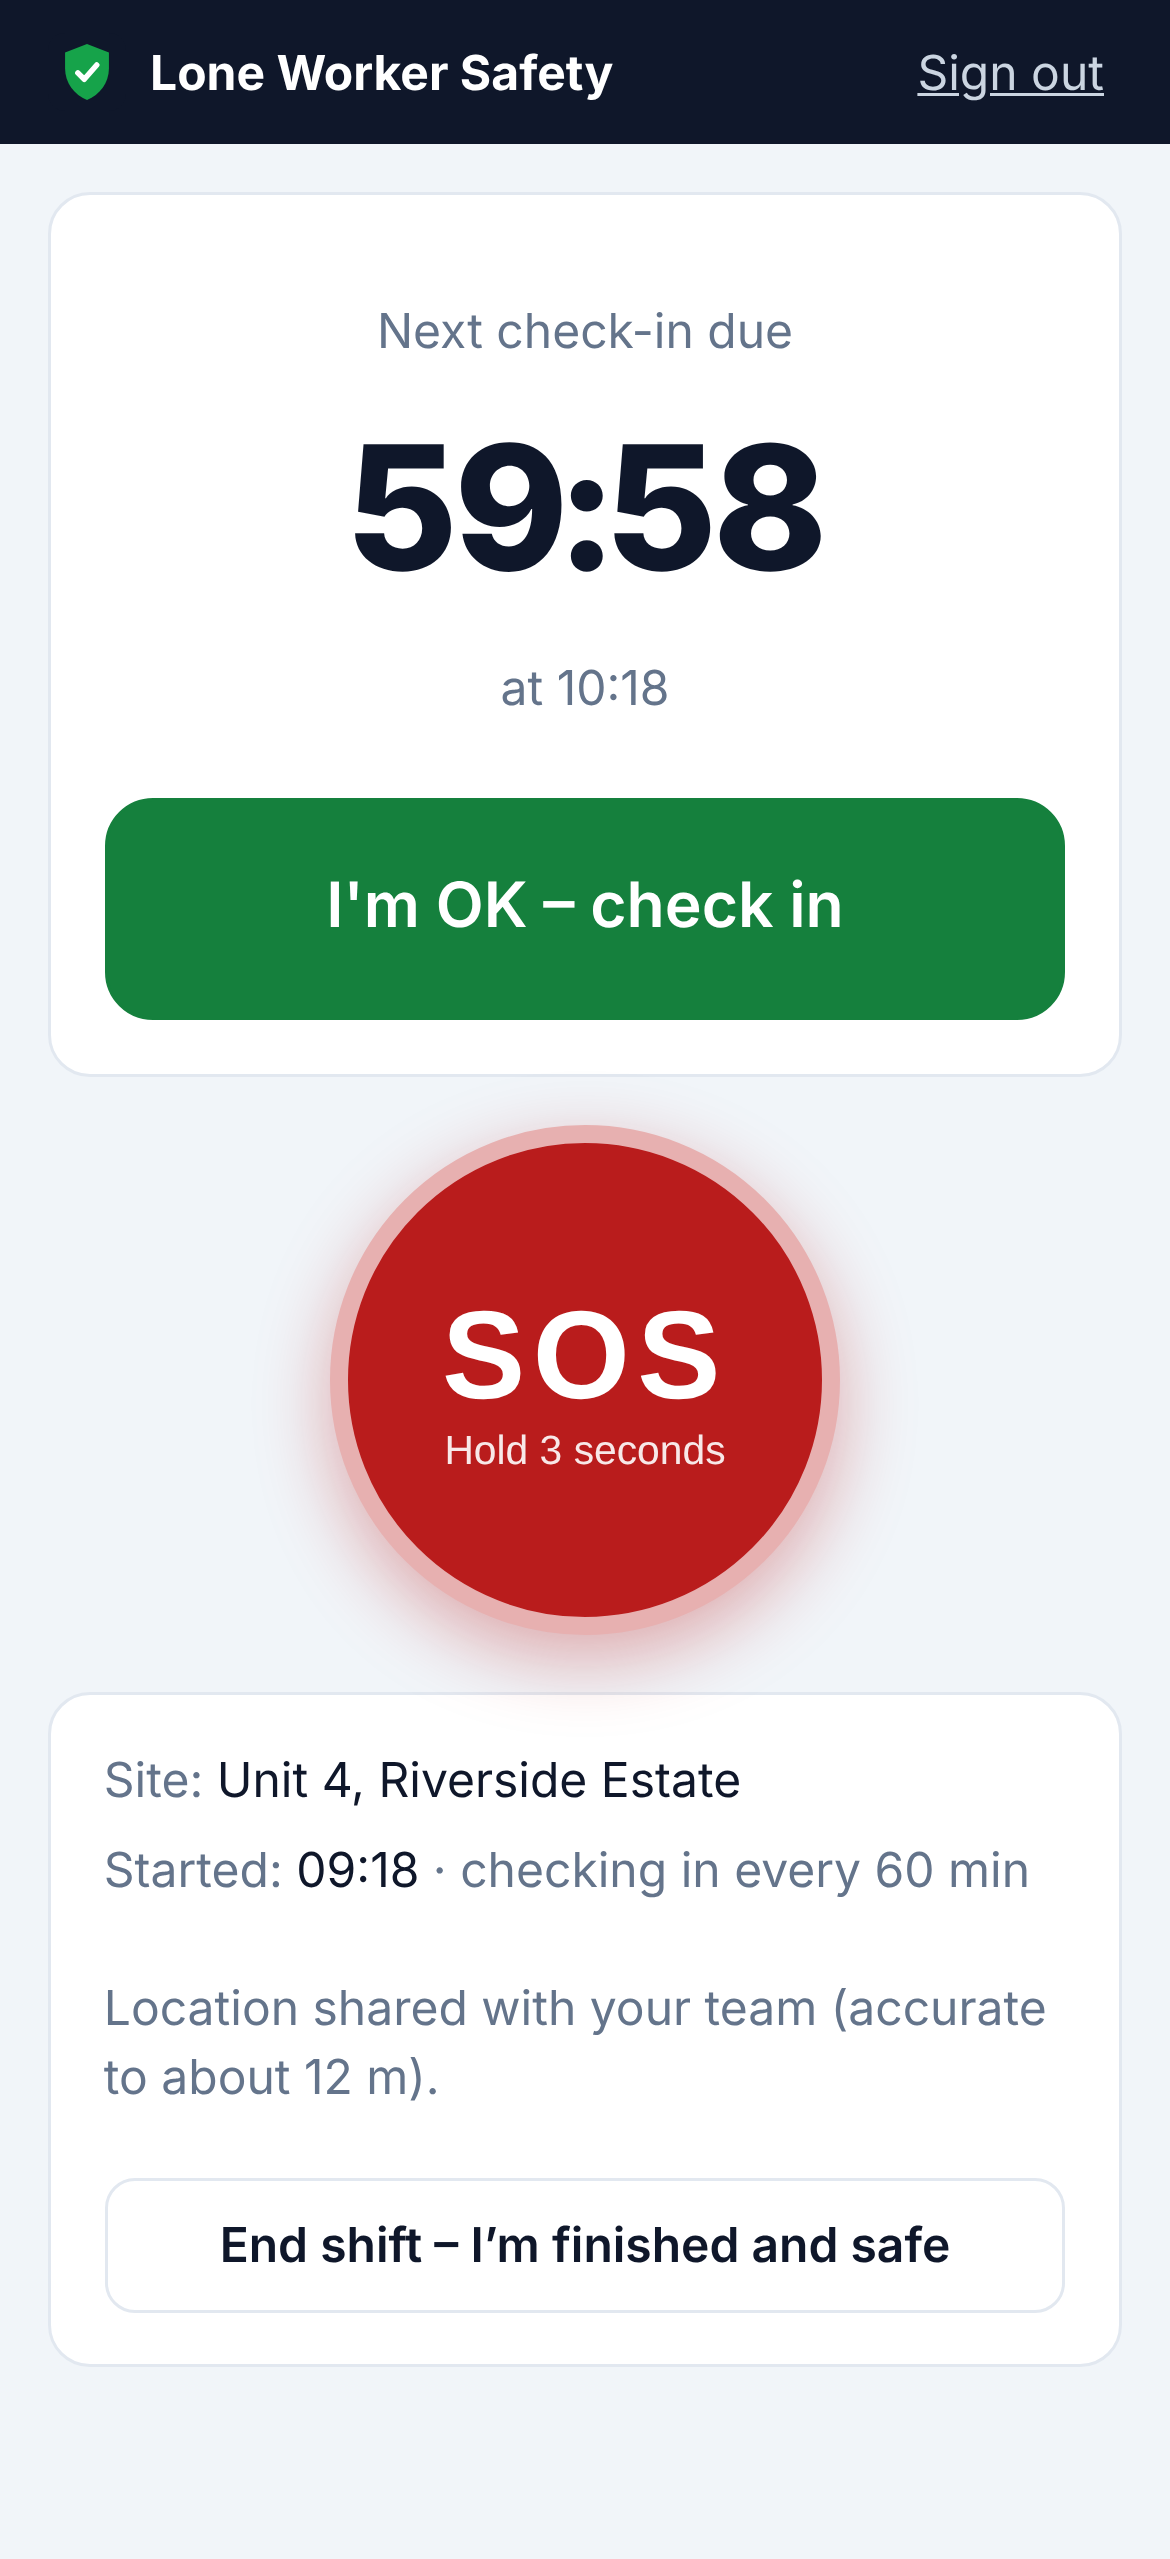 Lone Worker Safety
Sign out
Next check-in due
59:58
at 10:18
I'm OK – check in
SOS
Hold 3 seconds
Site: Unit 4, Riverside Estate
Started: 09:18 · checking in every 60 min
Location shared with your team (accurate
to about 12 m).
End shift – I’m finished and safe